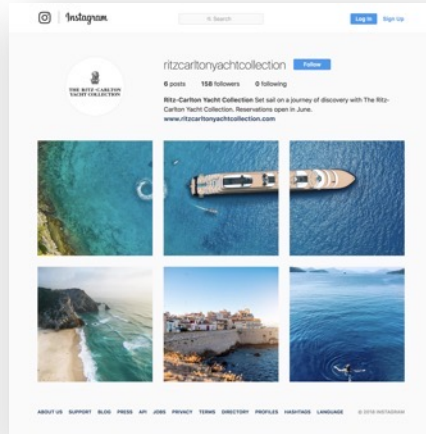 Instagram
Search
Log In Sign Up
ritzcarltonyachtcollection Follow
6 posts 158 followers 0 following
Ritz-Carlton Yacht Collection Set sail on a journey of discovery with The Ritz-
Carlton Yacht Collection. Reservations open in June.
www.ritzcarltonyachtcollection.com
THE RITZ-CARLTON
YACHT COLLECTION
ABOUT US SUPPORT BLOG PRESS API JOBS PRIVACY TERMS DIRECTORY PROFILES HASHTAGS LANGUAGE © 2018 INSTAGRAM